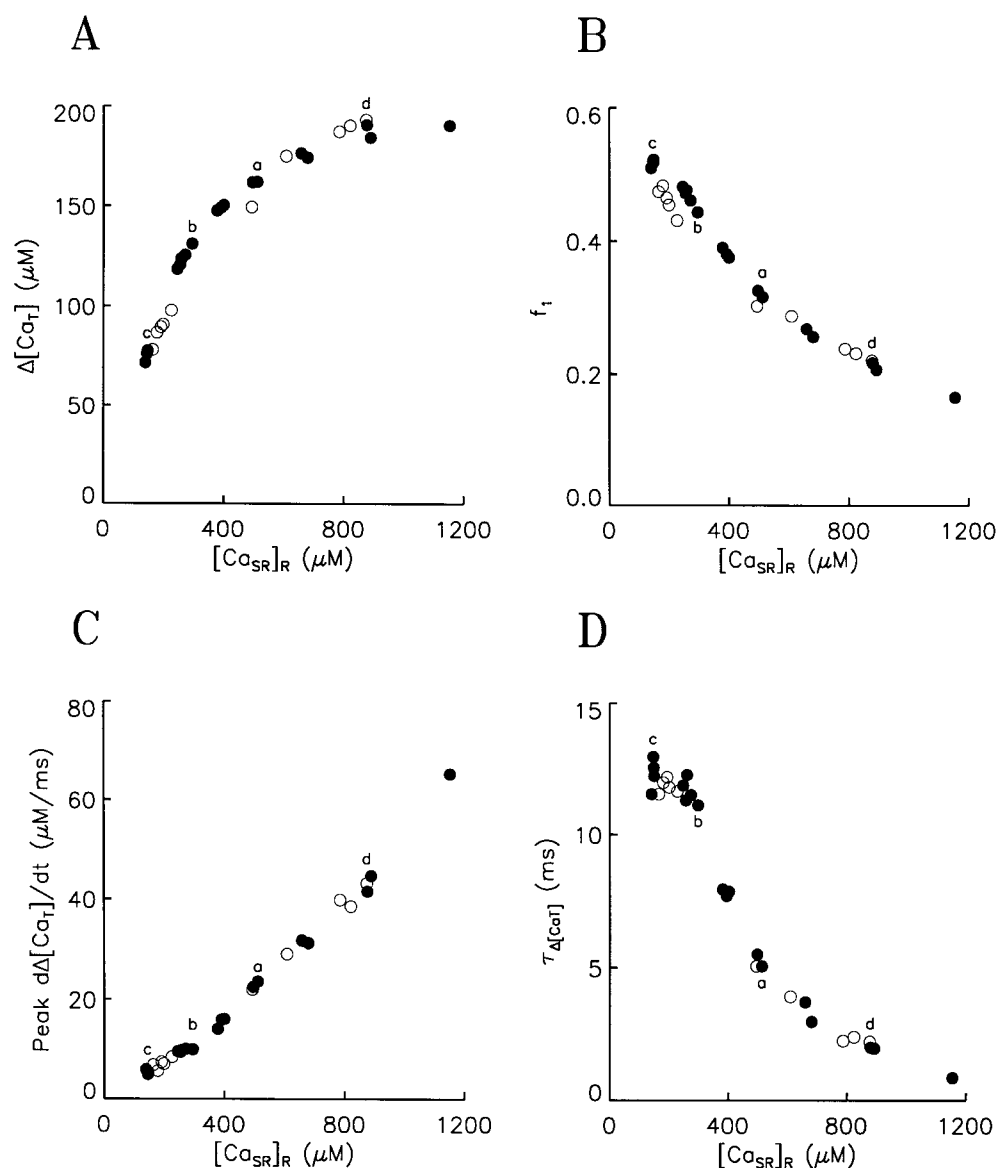 A
Δ[Ca_T] (μM)
200
150
100
50
0
c
b
a
d
0 400 800 1200
[Ca_SR]_R (μM)
B
f_1
0.6
0.4
0.2
0.0
c
b
a
d
0 400 800 1200
[Ca_SR]_R (μM)
C
Peak dΔ[Ca_T]/dt (μM/ms)
80
60
40
20
0
c
b
a
d
0 400 800 1200
[Ca_SR]_R (μM)
D
τ_Δ[CaT] (ms)
15
10
5
0
c
b
a
d
0 400 800 1200
[Ca_SR]_R (μM)